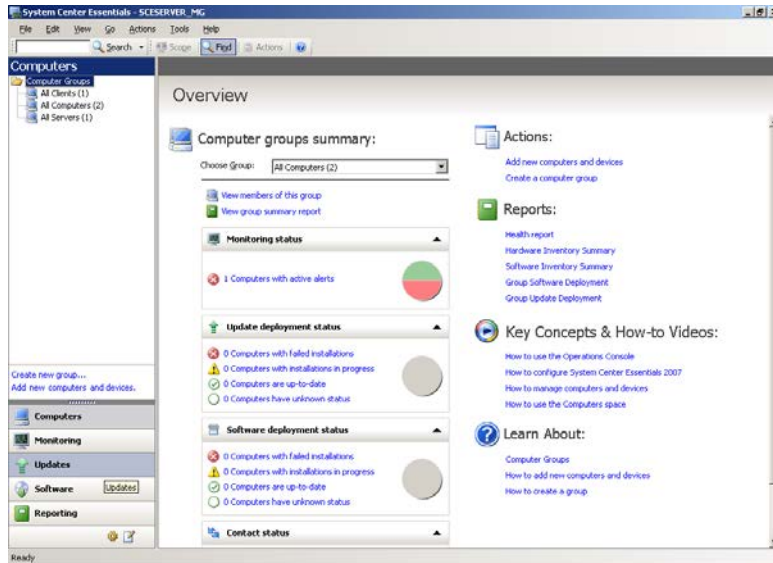 System Center Essentials - SCESERVER_MG
File Edit View Go Actions Tools Help
Search Scope Find Actions
Computers
Computer Groups
All Clients (1)
All Computers (2)
All Servers (1)
Create new group...
Add new computers and devices.
Computers
Monitoring
Updates
Software
Updates
Reporting
Ready
Overview
Computer groups summary:
Choose Group: All Computers (2)
View members of this group
View group summary report
Monitoring status
1 Computers with active alerts
Update deployment status
0 Computers with failed installations
0 Computers with installations in progress
0 Computers are up-to-date
0 Computers have unknown status
Software deployment status
0 Computers with failed installations
0 Computers with installations in progress
0 Computers are up-to-date
0 Computers have unknown status
Contact status
Actions:
Add new computers and devices
Create a computer group
Reports:
Health report
Hardware Inventory Summary
Software Inventory Summary
Group Software Deployment
Group Update Deployment
Key Concepts & How-to Videos:
How to use the Operations Console
How to configure System Center Essentials 2007
How to manage computers and devices
How to use the Computers space
Learn About:
Computer Groups
How to add new computers and devices
How to create a group